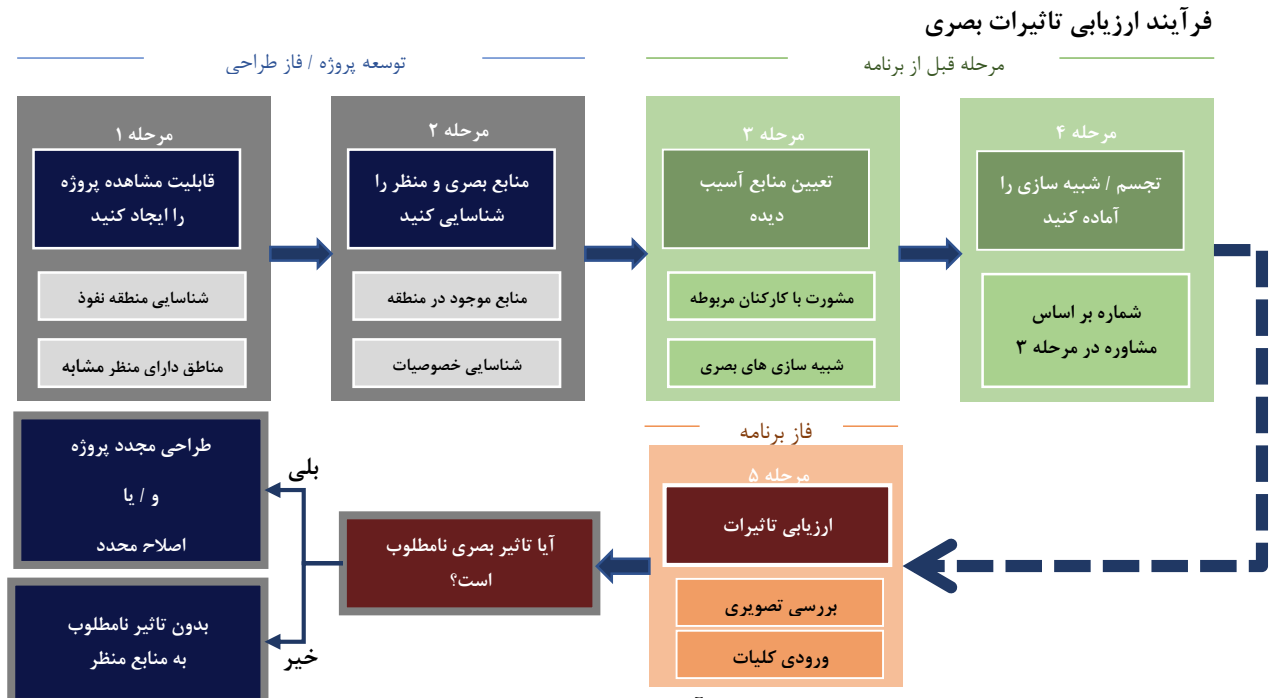 فرآیند ارزیابی تاثیرات بصری
توسعه پروژه / فاز طراحی
مرحله قبل از برنامه
مرحله ۱
قابلیت مشاهده پروژه
را ایجاد کنید
شناسایی منطقه نفوذ
مناطق دارای منظر مشابه
مرحله ۲
منابع بصری و منظر را
شناسایی کنید
منابع موجود در منطقه
شناسایی خصوصیات
مرحله ۳
تعیین منابع آسیب
دیده
مشورت با کارکنان مربوطه
شبیه سازی های بصری
مرحله ۴
تجسم / شبیه سازی را
آماده کنید
شماره بر اساس
مشاوره در مرحله ۳
فاز برنامه
مرحله ۵
ارزیابی تاثیرات
بررسی تصویری
ورودی کلیات
آیا تاثیر بصری نامطلوب
است؟
بلی
طراحی مجدد پروژه
و / یا
اصلاح مجدد
خیر
بدون تاثیر نامطلوب
به منابع منظر